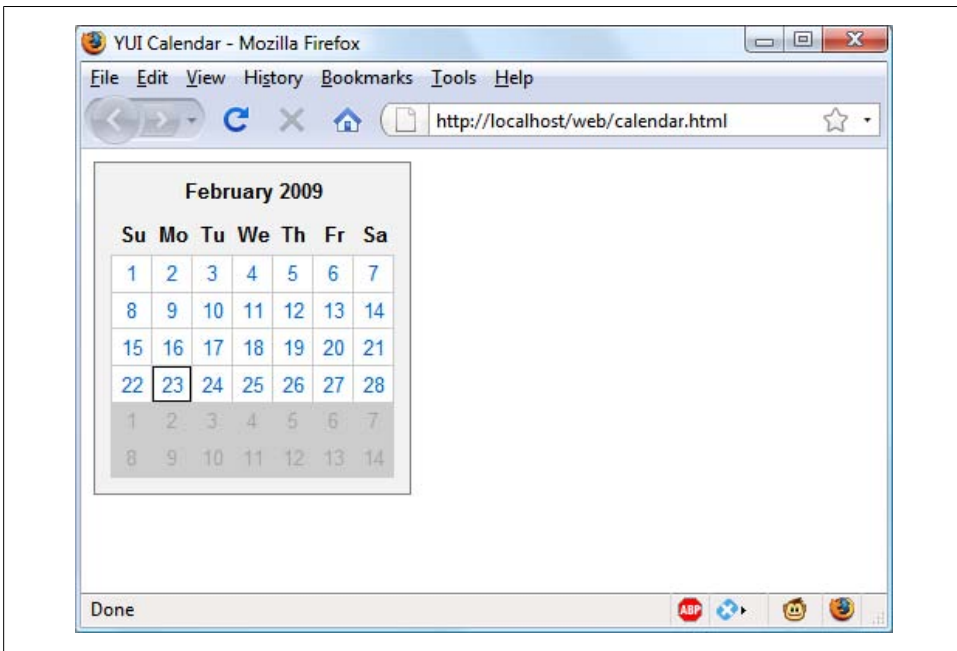 YUI Calendar - Mozilla Firefox
File Edit View History Bookmarks Tools Help
http://localhost/web/calendar.html
February 2009
Su Mo Tu We Th Fr Sa
1 2 3 4 5 6 7
8 9 10 11 12 13 14
15 16 17 18 19 20 21
22 23 24 25 26 27 28
1 2 3 4 5 6 7
8 9 10 11 12 13 14
Done
ABP